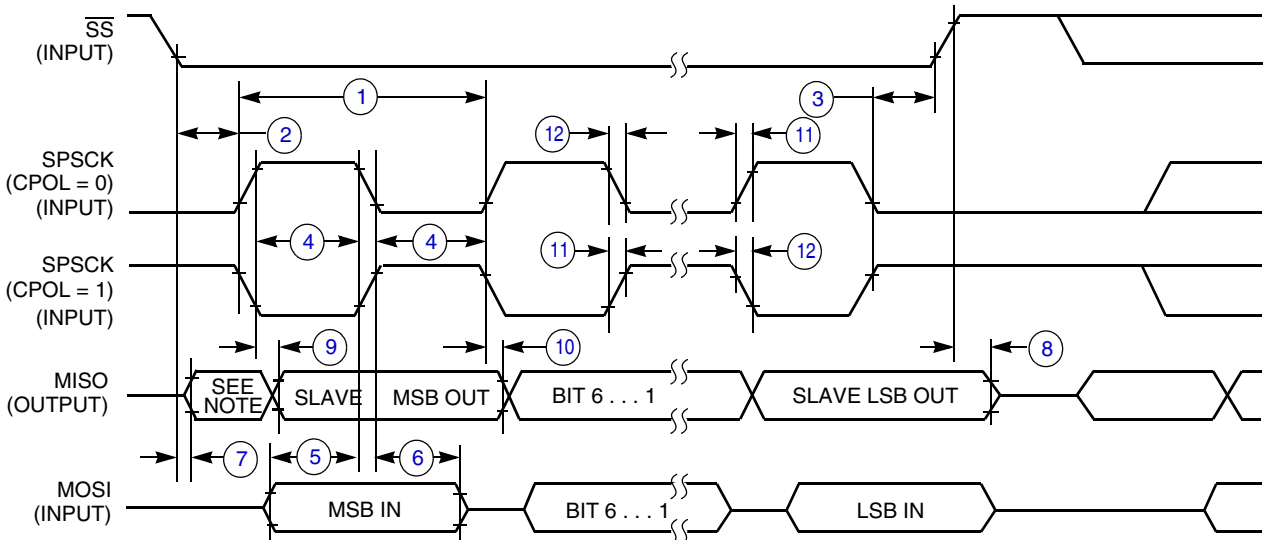 SS
(INPUT)
1
3
2
12
11
SPSCK
(CPOL = 0)
(INPUT)
4
4
11
12
SPSCK
(CPOL = 1)
(INPUT)
9
10
8
MISO
(OUTPUT)
SEE
NOTE
SLAVE
MSB OUT
BIT 6 . . . 1
SLAVE LSB OUT
7
5
6
MOSI
(INPUT)
MSB IN
BIT 6 . . . 1
LSB IN